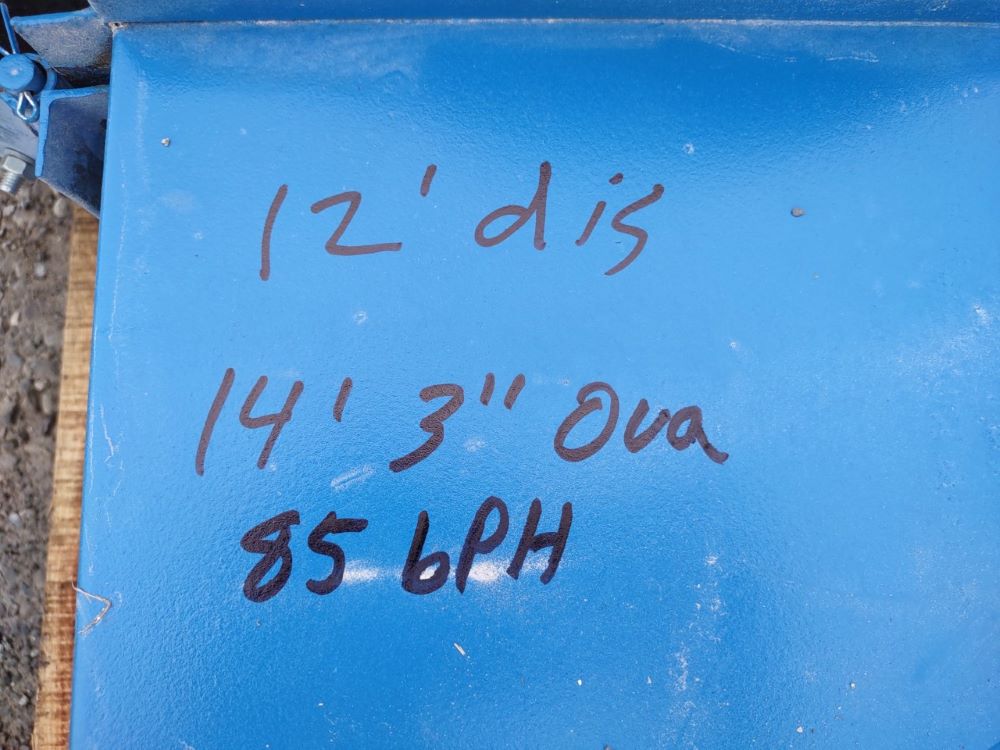 12' dis
14' 3" Ova
85 bPH